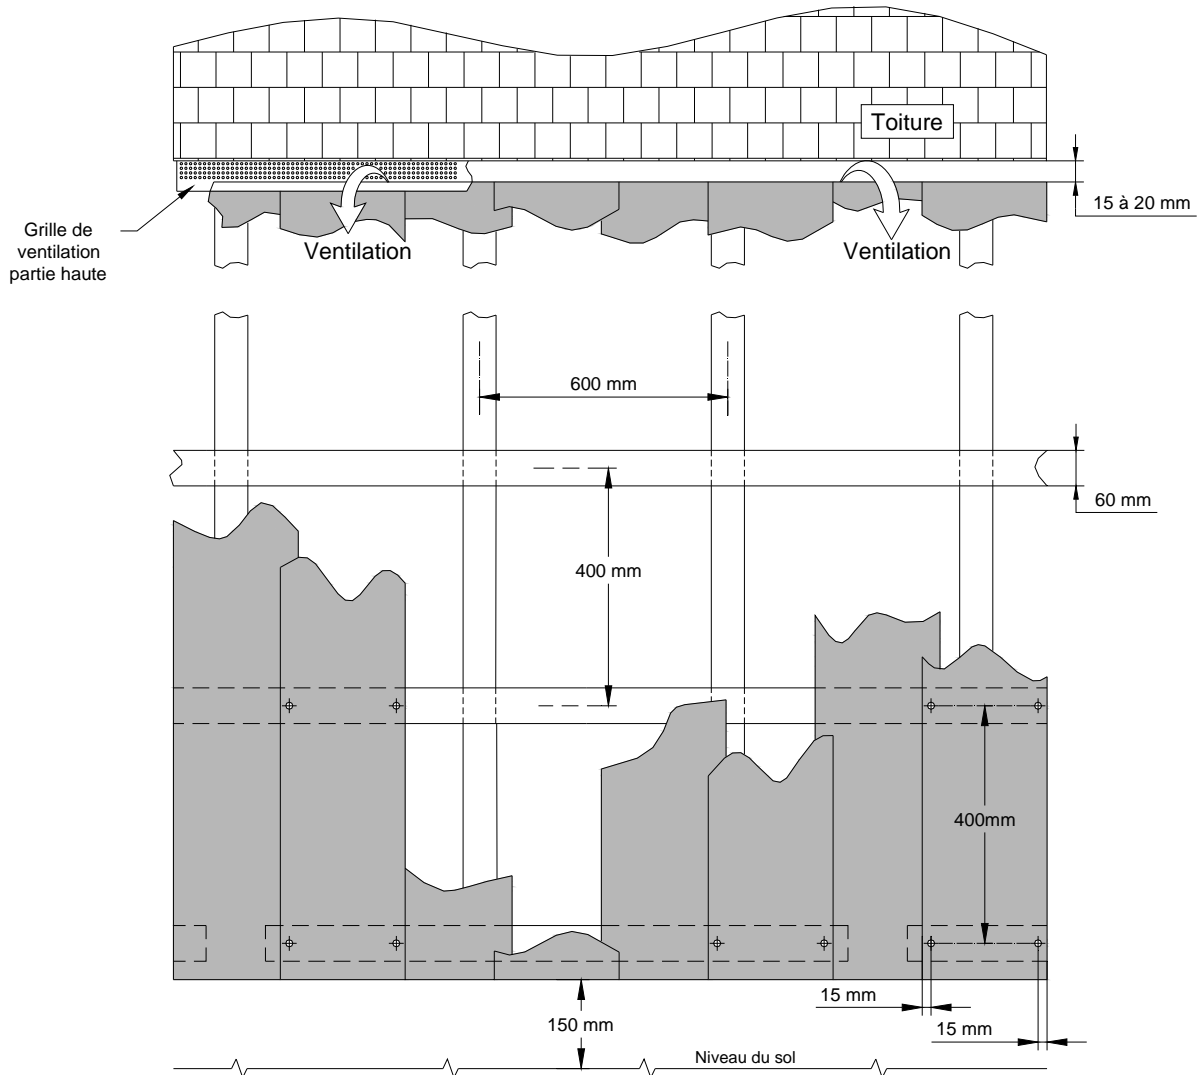 Toiture
15 à 20 mm
Grille de
ventilation
partie haute
Ventilation
Ventilation
600 mm
60 mm
400 mm
400mm
15 mm
150 mm
15 mm
Niveau du sol